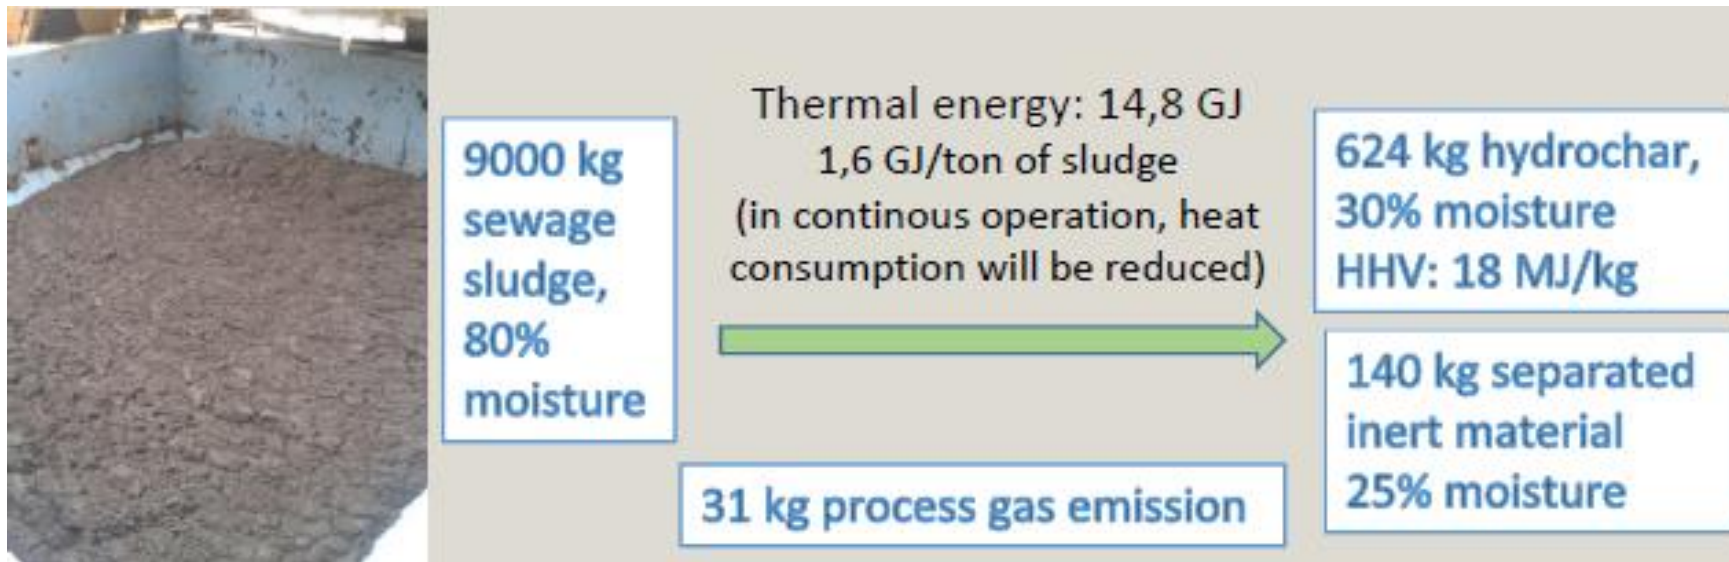 9000 kg
sewage
sludge,
80%
moisture
Thermal energy: 14,8 GJ
1,6 GJ/ton of sludge
(in continous operation, heat
consumption will be reduced)
31 kg process gas emission
624 kg hydrochar,
30% moisture
HHV: 18 MJ/kg
140 kg separated
inert material
25% moisture